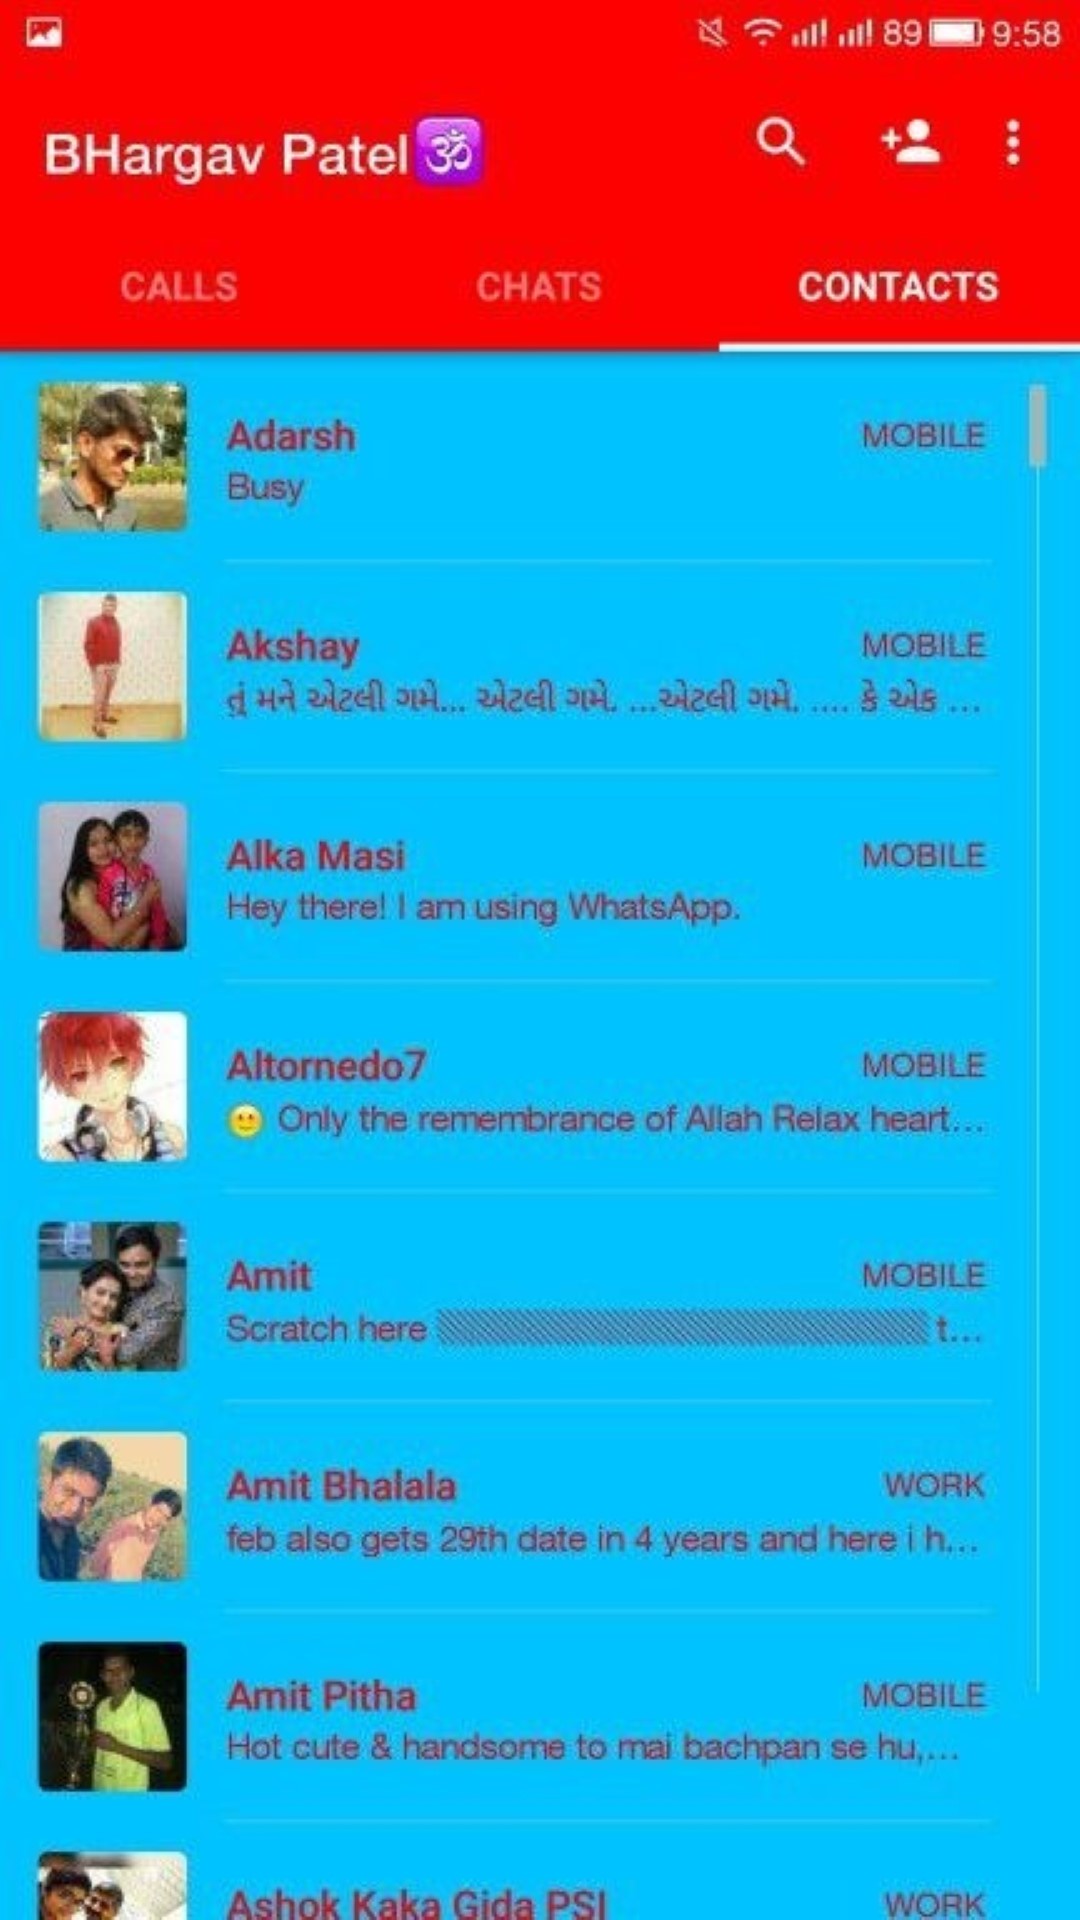 89 9:58
BHargav Patel🕉
CALLS CHATS CONTACTS
Adarsh MOBILE
Busy
Akshay MOBILE
તું મને એટલી ગમે... એટલી ગમે. ...એટલી ગમે. .... કે એક ...
Alka Masi MOBILE
Hey there! I am using WhatsApp.
Altornedo7 MOBILE
🙂 Only the remembrance of Allah Relax heart...
Amit MOBILE
Scratch here ▒▒▒▒▒▒▒▒▒▒▒▒ t...
Amit Bhalala WORK
feb also gets 29th date in 4 years and here i h...
Amit Pitha MOBILE
Hot cute & handsome to mai bachpan se hu,...
Ashok Kaka Gida PSI WORK